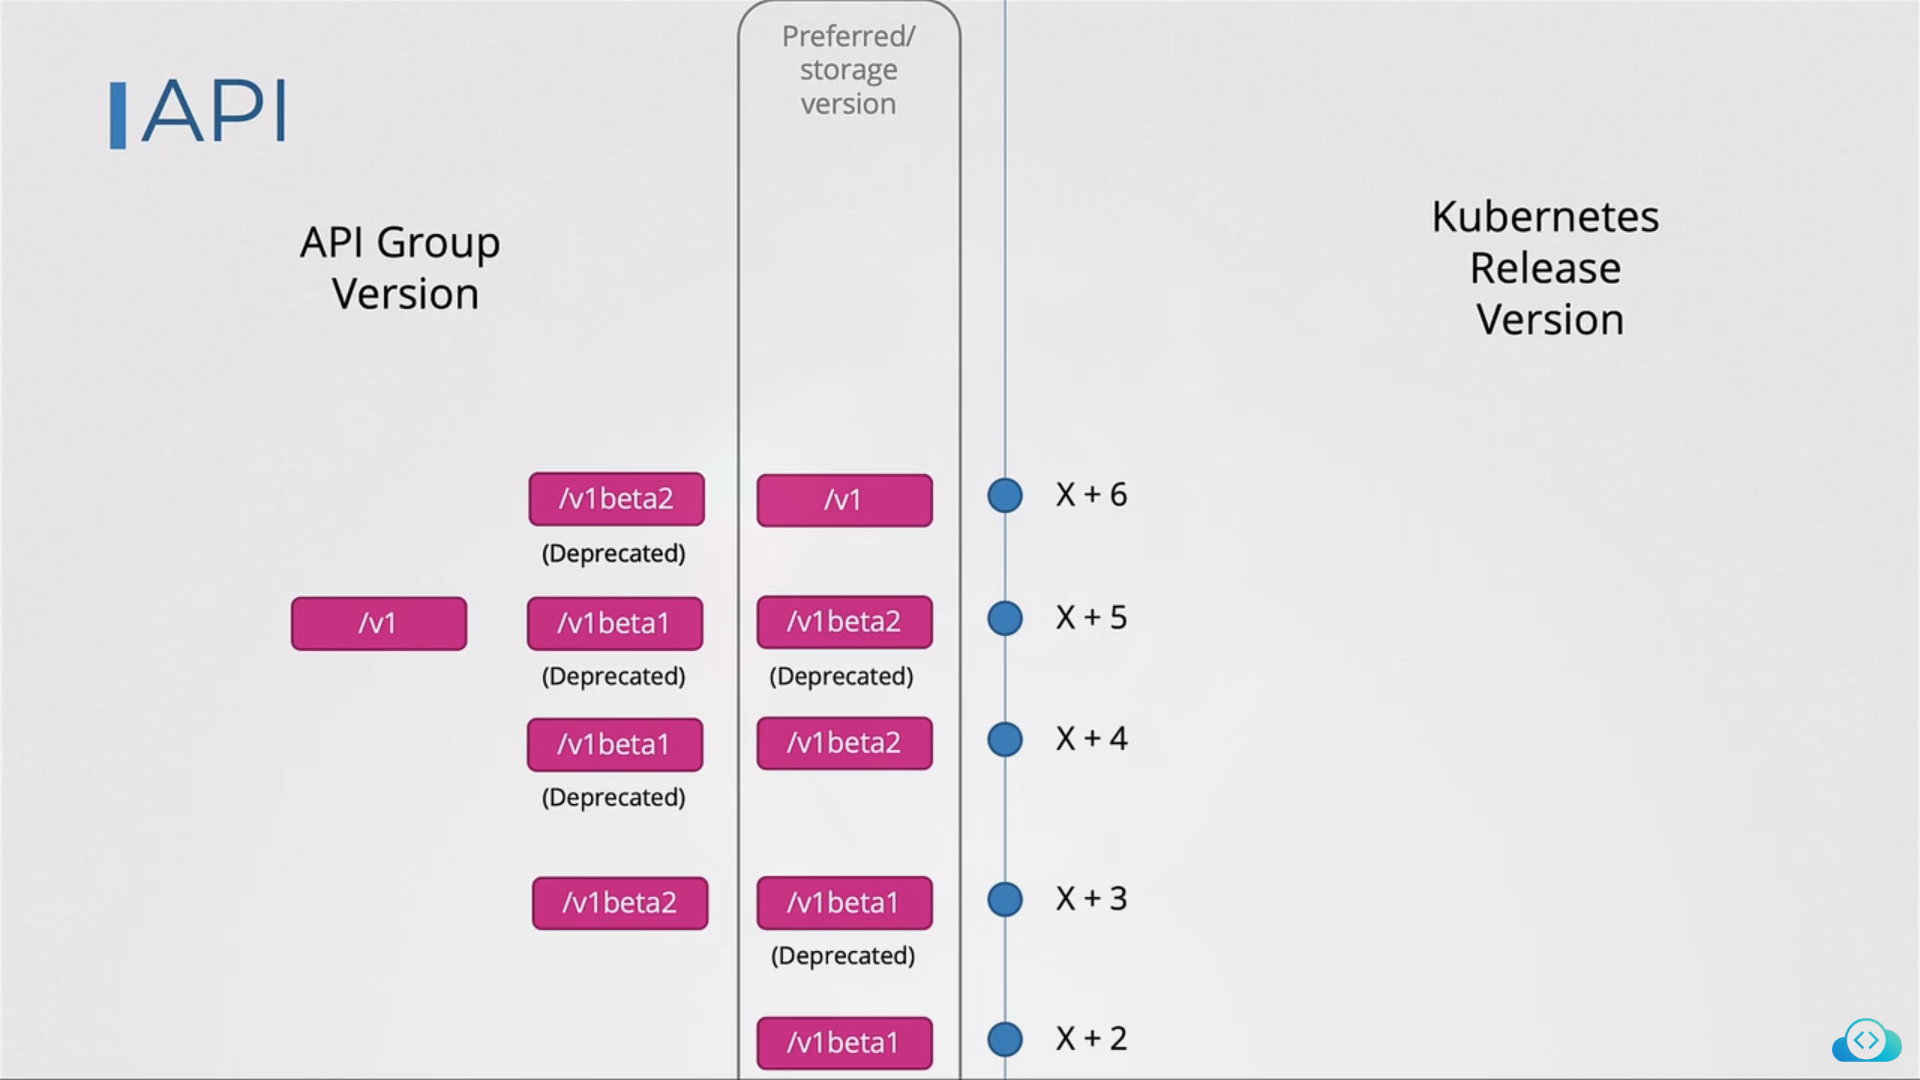 Preferred/
storage
version
API
API Group
Version
Kubernetes
Release
Version
/v1beta2
/v1
X + 6
(Deprecated)
/v1
/v1beta1
/v1beta2
X + 5
(Deprecated)
(Deprecated)
/v1beta1
/v1beta2
X + 4
(Deprecated)
/v1beta2
/v1beta1
X + 3
(Deprecated)
/v1beta1
X + 2